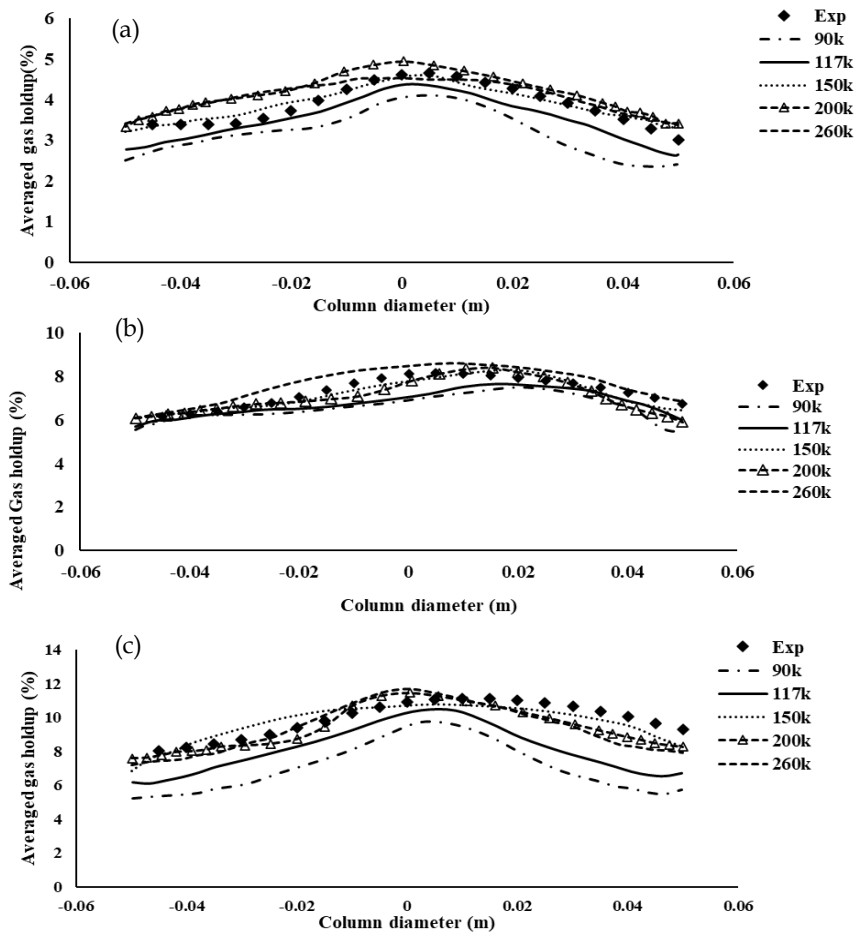 (a)
6
5
4
3
2
1
0
Averaged gas holdup(%)
-0.06
-0.04
-0.02
0
0.02
0.04
0.06
Column diameter (m)
Exp
90k
117k
150k
200k
260k
(b)
10
8
6
4
2
0
Averaged Gas holdup (%)
-0.06
-0.04
-0.02
0
0.02
0.04
0.06
Column diameter (m)
Exp
90k
117k
150k
200k
260k
(c)
14
12
10
8
6
4
2
0
Averaged gas holdup (%)
-0.06
-0.04
-0.02
0
0.02
0.04
0.06
Column diameter (m)
Exp
90k
117k
150k
200k
260k